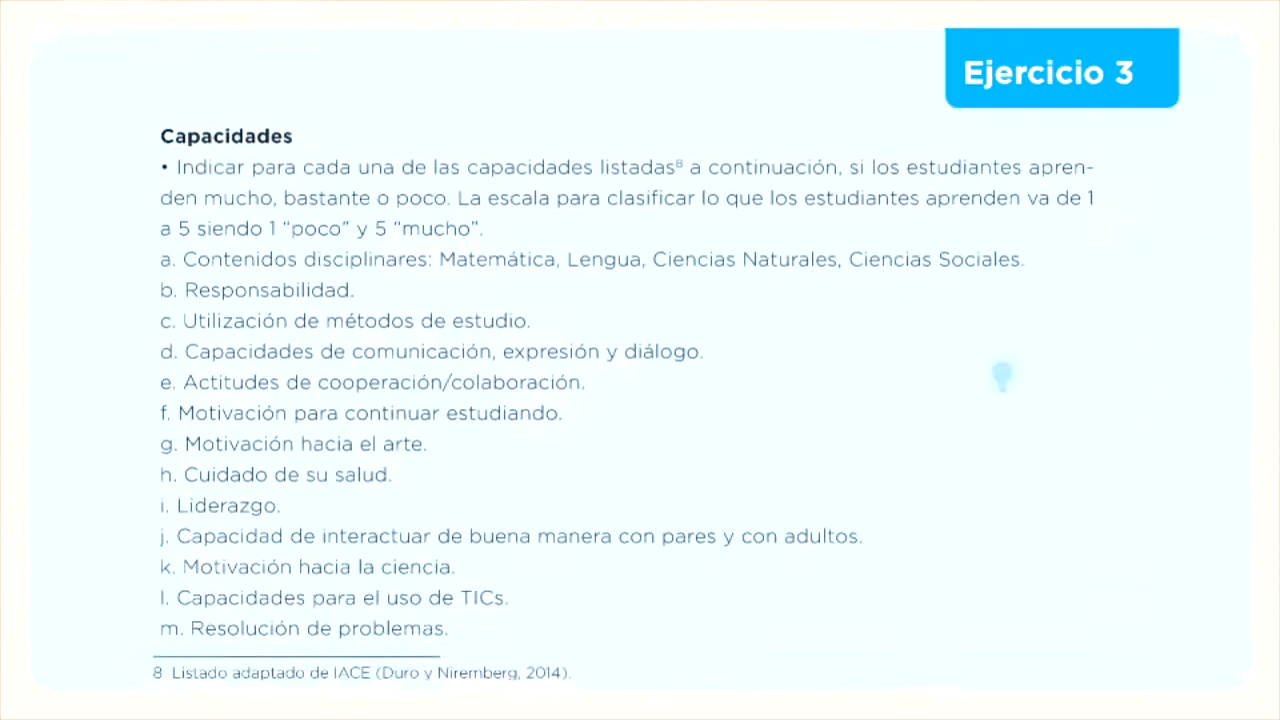 Ejercicio 3
Capacidades
• Indicar para cada una de las capacidades listadas⁸ a continuación, si los estudiantes apren-
den mucho, bastante o poco. La escala para clasificar lo que los estudiantes aprenden va de 1
a 5 siendo 1 “poco” y 5 “mucho”.
a. Contenidos disciplinares: Matemática, Lengua, Ciencias Naturales, Ciencias Sociales.
b. Responsabilidad.
c. Utilización de métodos de estudio.
d. Capacidades de comunicación, expresión y diálogo.
e. Actitudes de cooperación/colaboración.
f. Motivación para continuar estudiando.
g. Motivación hacia el arte.
h. Cuidado de su salud.
i. Liderazgo.
j. Capacidad de interactuar de buena manera con pares y con adultos.
k. Motivación hacia la ciencia.
l. Capacidades para el uso de TICs.
m. Resolución de problemas.
8 Listado adaptado de IACE (Duro y Niremberg, 2014).